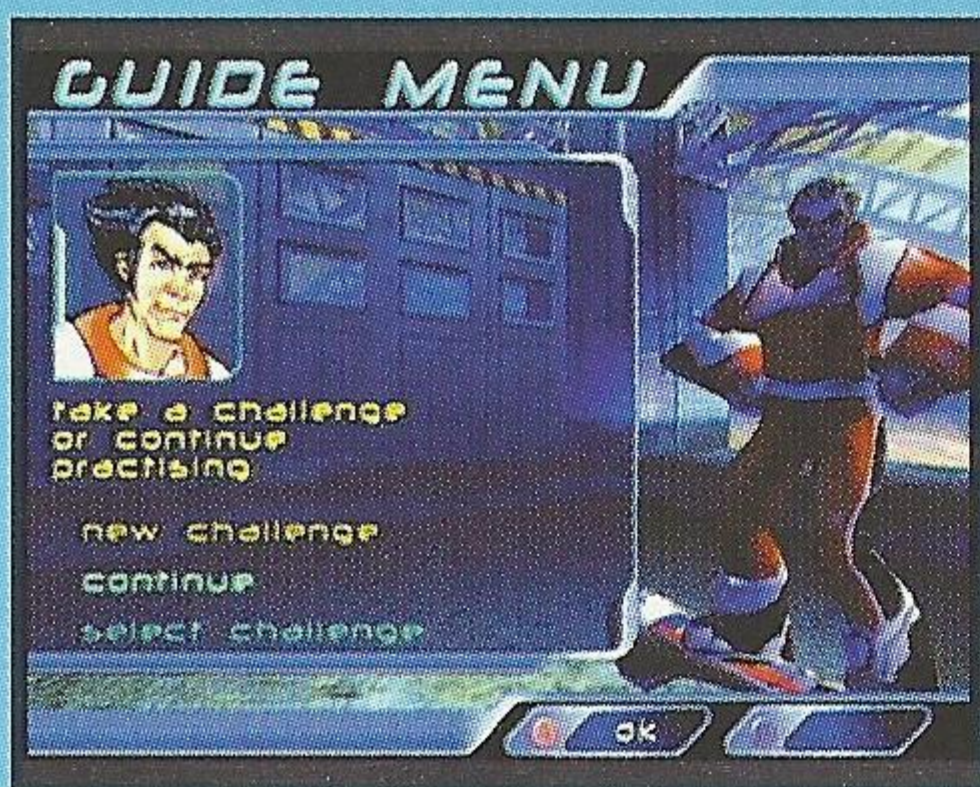 GUIDE MENU
take a challenge
or continue
practising
new challenge
continue
select challenge
ok